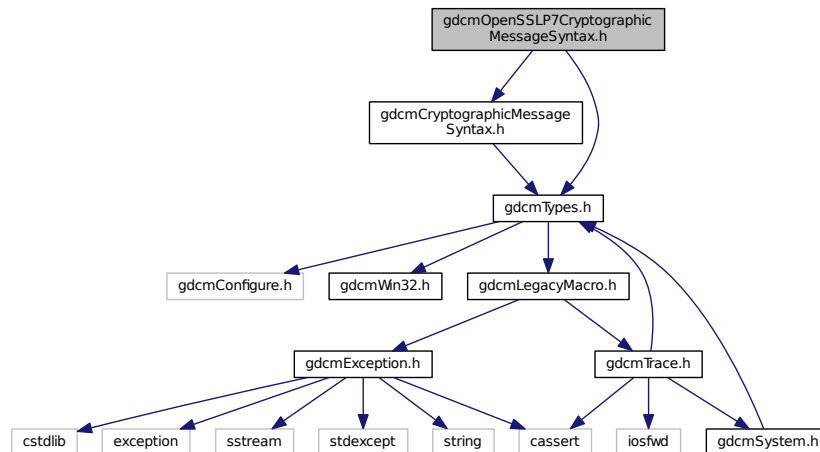 gdcmOpenSSLP7Cryptographic
MessageSyntax.h
gdcmCryptographicMessage
Syntax.h
gdcmTypes.h
gdcmConfigure.h
gdcmWin32.h
gdcmLegacyMacro.h
gdcmException.h
gdcmTrace.h
cstdlib
exception
sstream
stdexcept
string
cassert
iosfwd
gdcmSystem.h